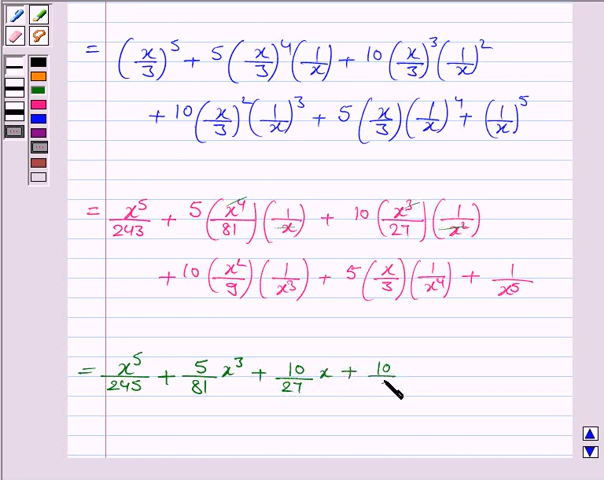 = (x/3)^5 + 5(x/3)^4(1/x) + 10(x/3)^3(1/x)^2
+ 10(x/3)^2(1/x)^3 + 5(x/3)(1/x)^4 + (1/x)^5
= x^5/243 + 5(x^4/81)(1/x) + 10(x^3/27)(1/x^2)
+ 10(x^2/9)(1/x^3) + 5(x/3)(1/x^4) + 1/x^5
= x^5/245 + 5/81 x^3 + 10/27 x + 10/